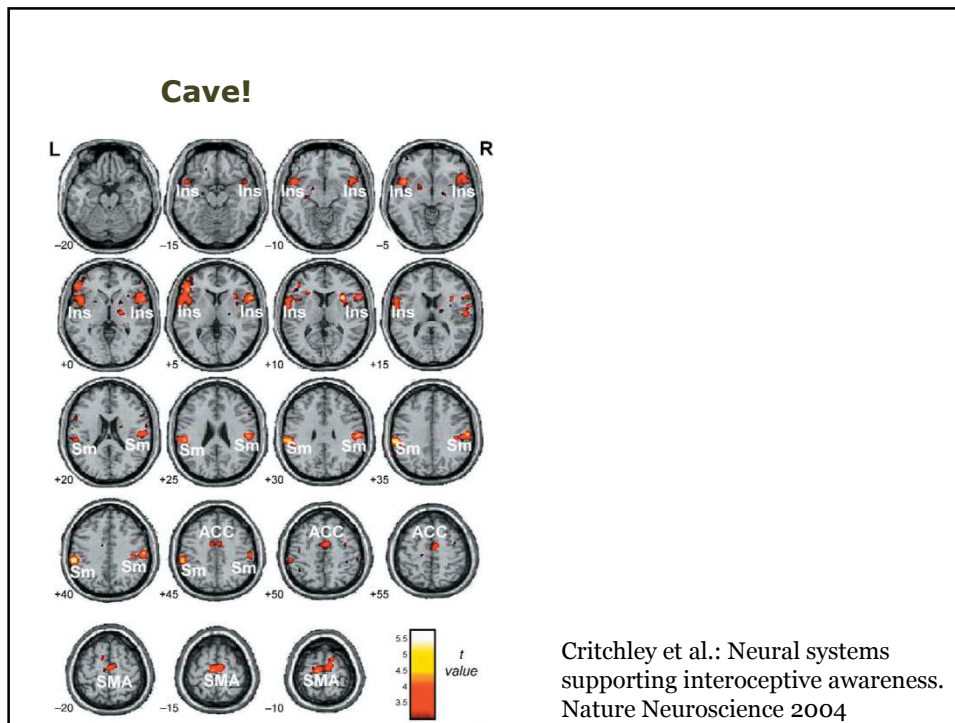 Cave!
L R
Ins Ins Ins Ins Ins Ins
−20 −15 −10 −5
Ins Ins Ins Ins Ins Ins Ins
+0 +5 +10 +15
Sm Sm Sm Sm Sm Sm Sm Sm
+20 +25 +30 +35
ACC ACC ACC
Sm Sm Sm Sm
+40 +45 +50 +55
5.5
5
4.5
4
3.5
t
value
SMA SMA SMA
−20 −15 −10
Critchley et al.: Neural systems
supporting interoceptive awareness.
Nature Neuroscience 2004